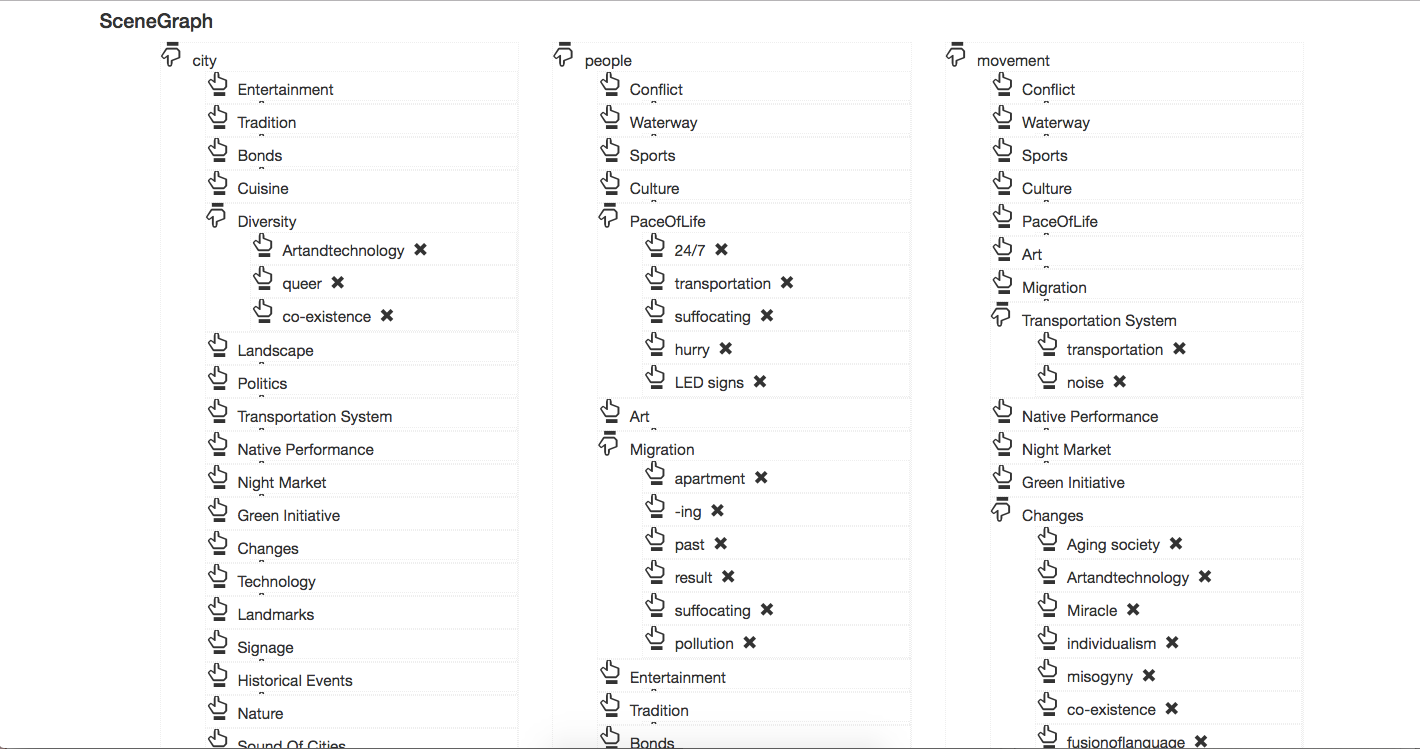 SceneGraph
city
Entertainment
Tradition
Bonds
Cuisine
Diversity
Artandtechnology ✖
queer ✖
co-existence ✖
Landscape
Politics
Transportation System
Native Performance
Night Market
Green Initiative
Changes
Technology
Landmarks
Signage
Historical Events
Nature
Sound Of Cities
people
Conflict
Waterway
Sports
Culture
PaceOfLife
24/7 ✖
transportation ✖
suffocating ✖
hurry ✖
LED signs ✖
Art
Migration
apartment ✖
-ing ✖
past ✖
result ✖
suffocating ✖
pollution ✖
Entertainment
Tradition
Bonds
movement
Conflict
Waterway
Sports
Culture
PaceOfLife
Art
Migration
Transportation System
transportation ✖
noise ✖
Native Performance
Night Market
Green Initiative
Changes
Aging society ✖
Artandtechnology ✖
Miracle ✖
individualism ✖
misogyny ✖
co-existence ✖
fusionoflanguage ✖